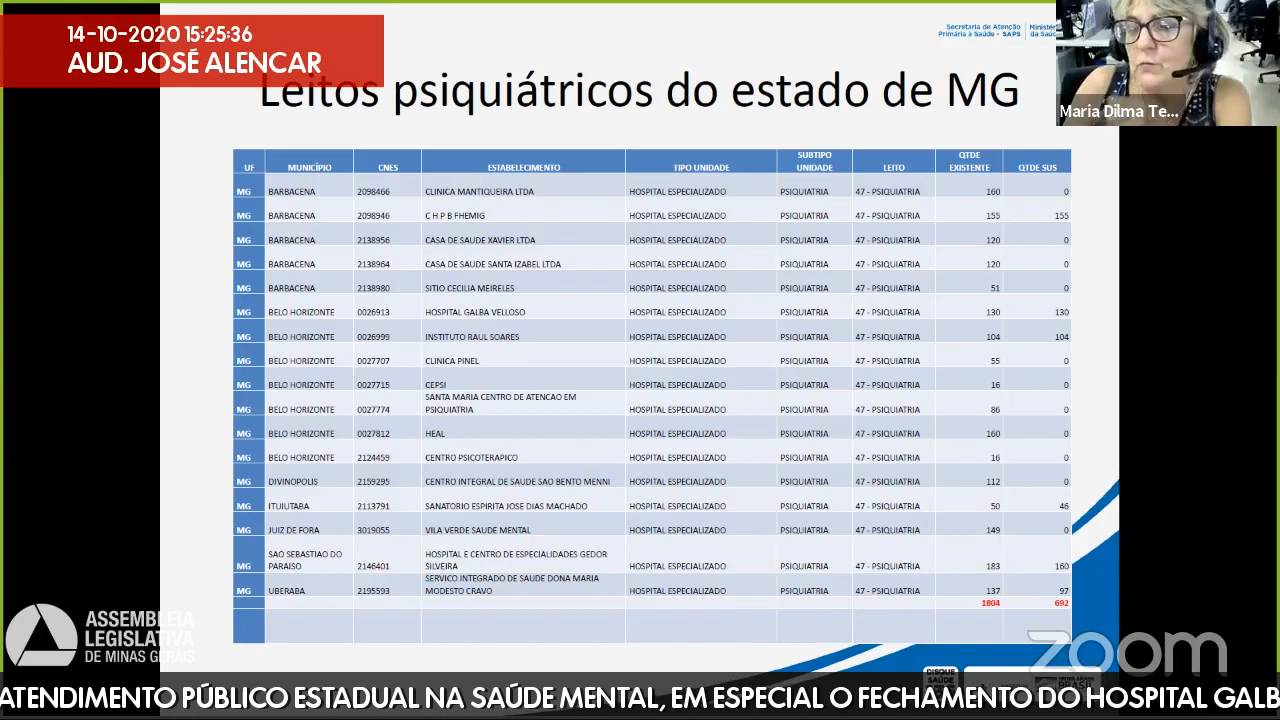 14-10-2020 15:25:36
AUD. JOSÉ ALENCAR
Secretaria de Atenção
Primária à Saúde - SAPS
Maria Dilma Te...
Leitos psiquiátricos do estado de MG
UF MUNICÍPIO CNES ESTABELECIMENTO TIPO UNIDADE SUBTIPO UNIDADE LEITO QTDE EXISTENTE QTDE SUS
MG BARBACENA 2098466 CLINICA MANTIQUEIRA LTDA HOSPITAL ESPECIALIZADO PSIQUIATRIA 47 - PSIQUIATRIA 160 0
MG BARBACENA 2098946 C H P B FHEMIG HOSPITAL ESPECIALIZADO PSIQUIATRIA 47 - PSIQUIATRIA 155 155
MG BARBACENA 2138956 CASA DE SAUDE XAVIER LTDA HOSPITAL ESPECIALIZADO PSIQUIATRIA 47 - PSIQUIATRIA 120 0
MG BARBACENA 2138964 CASA DE SAUDE SANTA IZABEL LTDA HOSPITAL ESPECIALIZADO PSIQUIATRIA 47 - PSIQUIATRIA 120 0
MG BARBACENA 2138980 SITIO CECILIA MEIRELES HOSPITAL ESPECIALIZADO PSIQUIATRIA 47 - PSIQUIATRIA 51 0
MG BELO HORIZONTE 0026913 HOSPITAL GALBA VELLOSO HOSPITAL ESPECIALIZADO PSIQUIATRIA 47 - PSIQUIATRIA 130 130
MG BELO HORIZONTE 0026999 INSTITUTO RAUL SOARES HOSPITAL ESPECIALIZADO PSIQUIATRIA 47 - PSIQUIATRIA 104 104
MG BELO HORIZONTE 0027707 CLINICA PINEL HOSPITAL ESPECIALIZADO PSIQUIATRIA 47 - PSIQUIATRIA 55 0
MG BELO HORIZONTE 0027715 CEPSI HOSPITAL ESPECIALIZADO PSIQUIATRIA 47 - PSIQUIATRIA 16 0
MG BELO HORIZONTE 0027774 SANTA MARIA CENTRO DE ATENCAO EM PSIQUIATRIA HOSPITAL ESPECIALIZADO PSIQUIATRIA 47 - PSIQUIATRIA 86 0
MG BELO HORIZONTE 0027812 HEAL HOSPITAL ESPECIALIZADO PSIQUIATRIA 47 - PSIQUIATRIA 160 0
MG BELO HORIZONTE 2124459 CENTRO PSICOTERAPICO HOSPITAL ESPECIALIZADO PSIQUIATRIA 47 - PSIQUIATRIA 16 0
MG DIVINOPOLIS 2159295 CENTRO INTEGRAL DE SAUDE SAO BENTO MENNI HOSPITAL ESPECIALIZADO PSIQUIATRIA 47 - PSIQUIATRIA 112 0
MG ITUIUTABA 2113791 SANATORIO ESPIRITA JOSE DIAS MACHADO HOSPITAL ESPECIALIZADO PSIQUIATRIA 47 - PSIQUIATRIA 50 46
MG JUIZ DE FORA 3019055 VILA VERDE SAUDE MENTAL HOSPITAL ESPECIALIZADO PSIQUIATRIA 47 - PSIQUIATRIA 149 0
MG SAO SEBASTIAO DO PARAISO 2146401 HOSPITAL E CENTRO DE ESPECIALIDADES GEDOR SILVEIRA HOSPITAL ESPECIALIZADO PSIQUIATRIA 47 - PSIQUIATRIA 183 160
MG UBERABA 2195593 SERVICO INTEGRADO DE SAUDE DONA MARIA MODESTO CRAVO HOSPITAL ESPECIALIZADO PSIQUIATRIA 47 - PSIQUIATRIA 137 97
1804 692
ASSEMBLEIA
LEGISLATIVA
DE MINAS GERAIS
zoom
DISQUE
SAÚDE
BRASIL
ATENDIMENTO PÚBLICO ESTADUAL NA SAÚDE MENTAL, EM ESPECIAL O FECHAMENTO DO HOSPITAL GALB